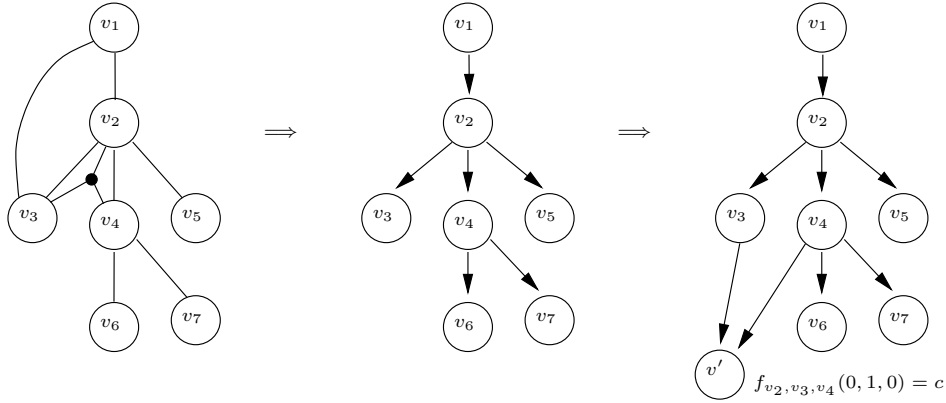 v₁ v₁ v₁
v₂ ⟹ v₂ ⟹ v₂
v₃ v₄ v₅ v₃ v₄ v₅ v₃ v₄ v₅
v₆ v₇ v₆ v₇ v₆ v₇
v′ f_{v₂,v₃,v₄}(0, 1, 0) = c